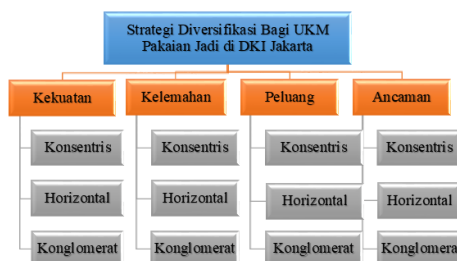 Strategi Diversifikasi Bagi UKM
Pakaian Jadi di DKI Jakarta
Kekuatan
Kelemahan
Peluang
Ancaman
Konsentris
Konsentris
Konsentris
Konsentris
Horizontal
Horizontal
Horizontal
Horizontal
Konglomerat
Konglomerat
Konglomerat
Konglomera